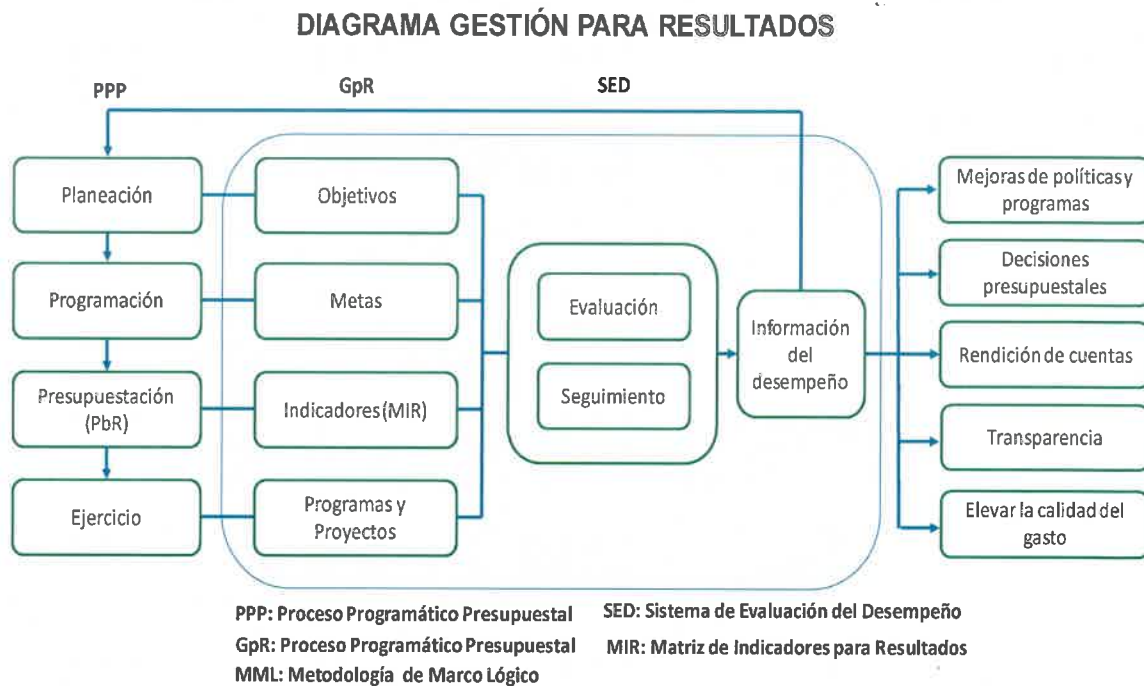 DIAGRAMA GESTIÓN PARA RESULTADOS
PPP
GpR
SED
Planeación
Programación
Presupuestación
(PbR)
Ejercicio
Objetivos
Metas
Indicadores (MIR)
Programas y
Proyectos
Evaluación
Seguimiento
Información
del
desempeño
Mejoras de políticas y
programas
Decisiones
presupuestales
Rendición de cuentas
Transparencia
Elevar la calidad del
gasto
PPP: Proceso Programático Presupuestal
GpR: Proceso Programático Presupuestal
MML: Metodología de Marco Lógico
SED: Sistema de Evaluación del Desempeño
MIR: Matriz de Indicadores para Resultados